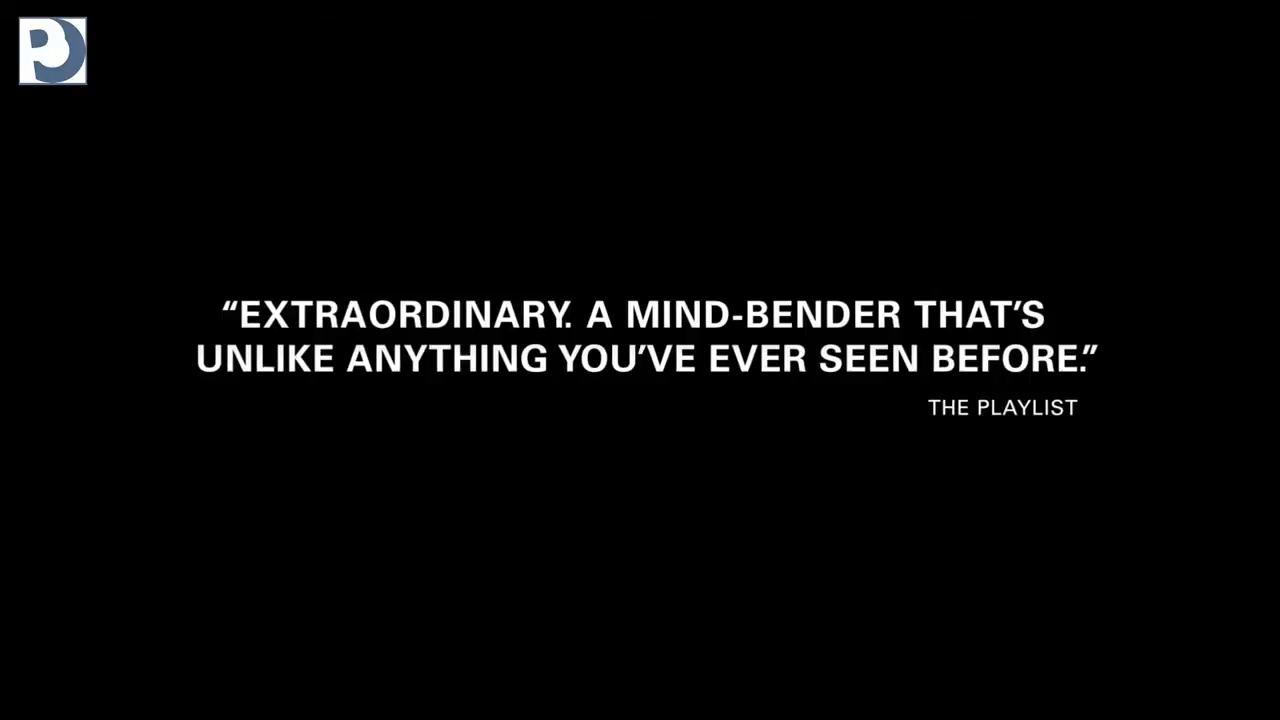 “EXTRAORDINARY. A MIND-BENDER THAT’S
UNLIKE ANYTHING YOU’VE EVER SEEN BEFORE.”
THE PLAYLIST